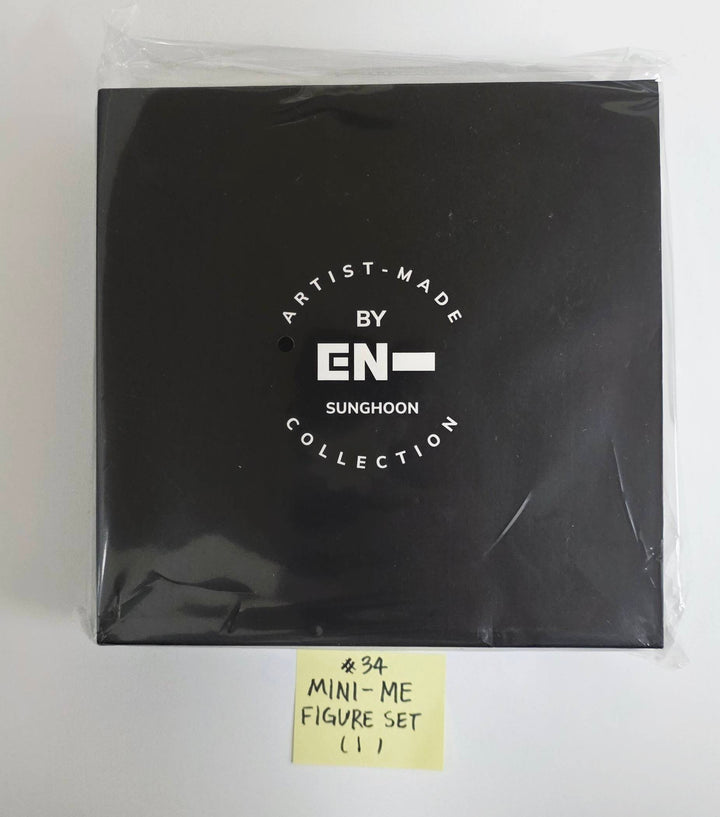 ARTIST-MADE
BY
EN-
SUNGHOON
COLLECTION
#34
MINI-ME
FIGURE SET
(1)